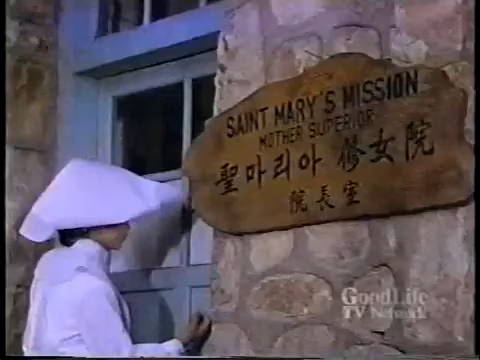 SAINT MARY'S MISSION
MOTHER SUPERIOR
聖마리아 修女院
院長室
GoodLife
TV Network